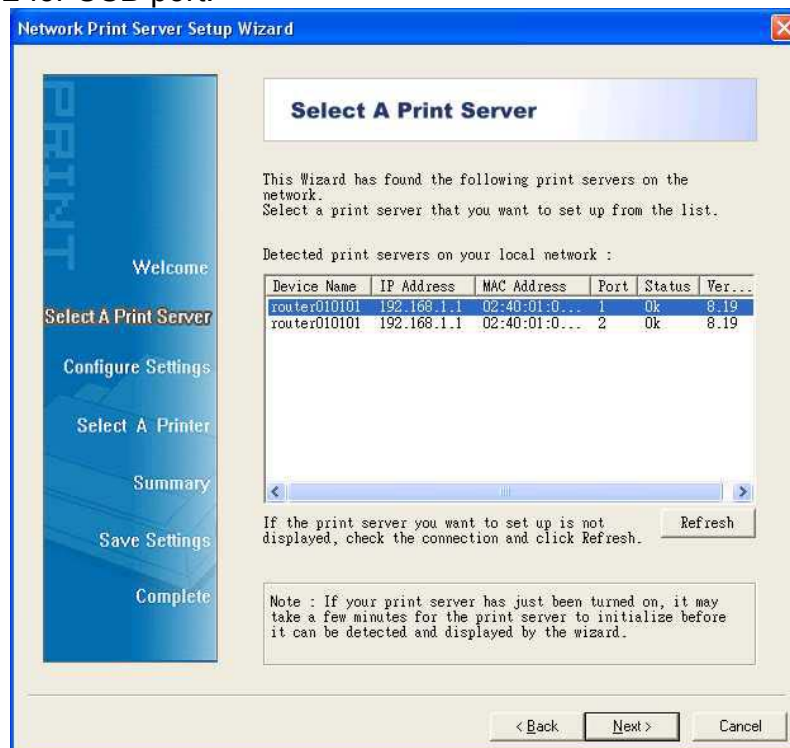 for USB port.
Network Print Server Setup Wizard
PRINT
Welcome
Select A Print Server
Configure Settings
Select A Printer
Summary
Save Settings
Complete
Select A Print Server
This Wizard has found the following print servers on the
network.
Select a print server that you want to set up from the list.
Detected print servers on your local network :
Device Name IP Address MAC Address Port Status Ver...
router010101 192.168.1.1 02:40:01:0... 1 Ok 8.19
router010101 192.168.1.1 02:40:01:0... 2 Ok 8.19
If the print server you want to set up is not
displayed, check the connection and click Refresh.
Refresh
Note : If your print server has just been turned on, it may
take a few minutes for the print server to initialize before
it can be detected and displayed by the wizard.
< Back Next > Cancel